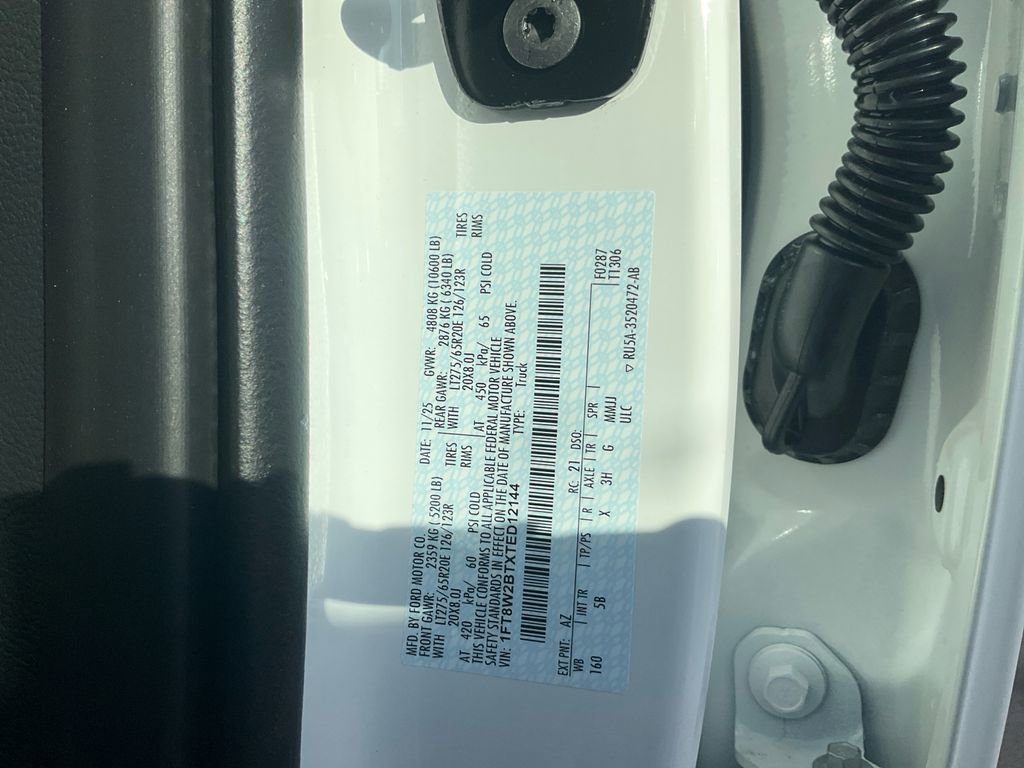 MFD. BY FORD MOTOR CO.
DATE: 11/25 GVWR: 4808 KG (10600 LB)
FRONT GAWR: 2359 KG (5200 LB) REAR GAWR: 2876 KG (6340 LB)
WITH LT275/65R20E 126/123R TIRES WITH LT275/65R20E 126/123R TIRES
20X8.0J RIMS 20X8.0J RIMS
AT 420 kPa/ 60 PSI COLD AT 450 kPa/ 65 PSI COLD
THIS VEHICLE CONFORMS TO ALL APPLICABLE FEDERAL MOTOR VEHICLE
SAFETY STANDARDS IN EFFECT ON THE DATE OF MANUFACTURE SHOWN ABOVE.
VIN: 1FT8W2BTXTED12144 TYPE: Truck
EXT PNT: AZ RC: 21 DSO: F0287
WB INT TR TP/PS R AXLE TR SPR T1306
160 5B X 3H G MMJJ
ULC
▽ RU5A-3520472-AB